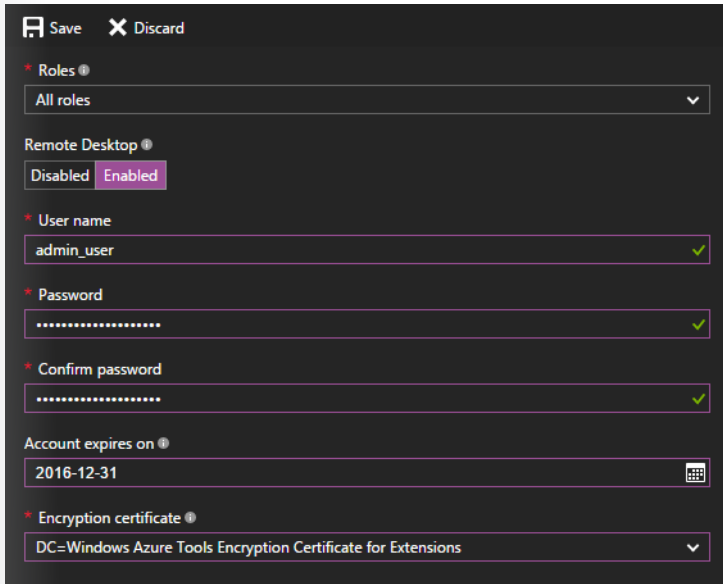 Save Discard
* Roles
All roles
Remote Desktop
Disabled Enabled
* User name
admin_user
* Password
••••••••••••••••••••
* Confirm password
••••••••••••••••••••
Account expires on
2016-12-31
* Encryption certificate
DC=Windows Azure Tools Encryption Certificate for Extensions